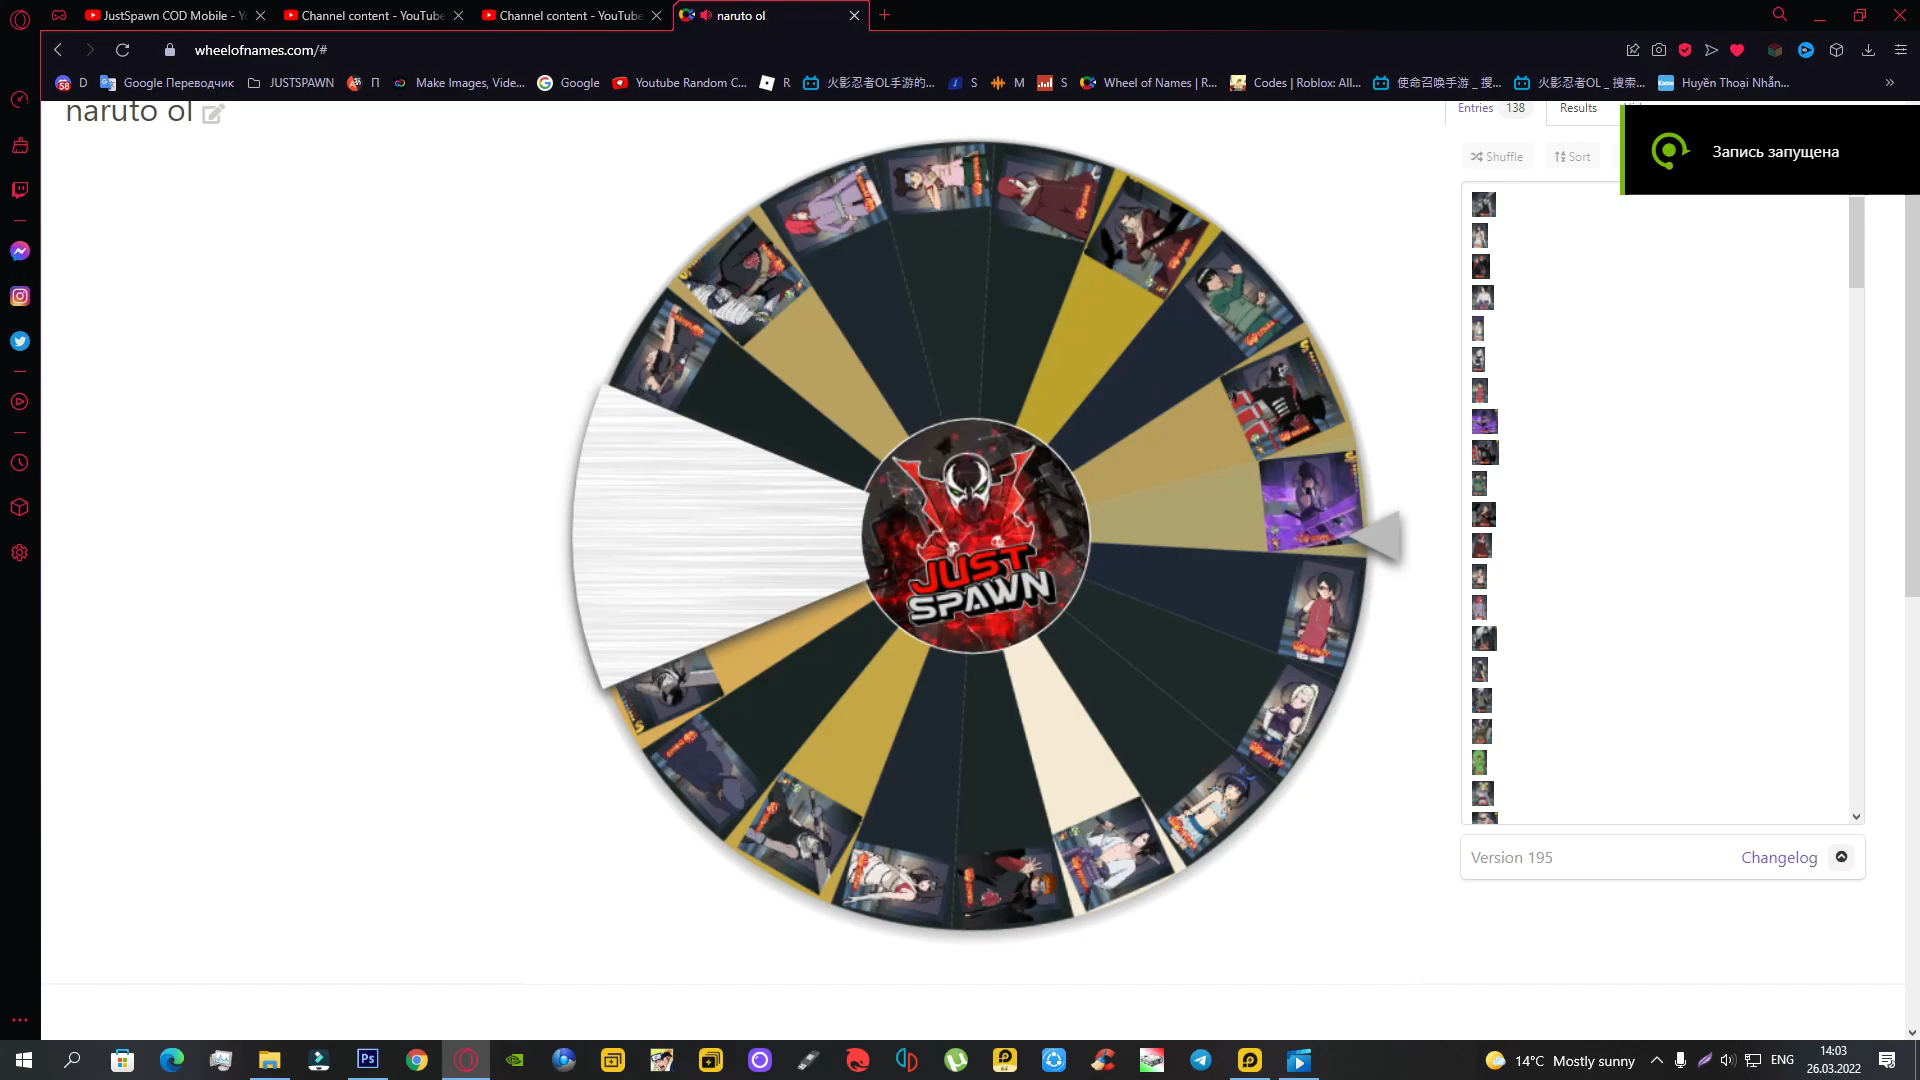 JustSpawn COD Mobile - Y
Channel content - YouTube
Channel content - YouTube
naruto ol
wheelofnames.com/#
58
D
Google Переводчик
JUSTSPAWN
П
Make Images, Vide...
Google
Youtube Random C...
R
火影忍者OL手游的...
S
M
S
Wheel of Names | R...
Codes | Roblox: All...
使命召唤手游 _ 搜...
火影忍者OL _ 搜索...
Huyền Thoại Nhẫn...
naruto ol
Entries 138
Results
Запись запущена
Shuffle
Sort
JUST
SPAWN
Version 195
Changelog
Ps
14°C Mostly sunny
ENG
14:03
26.03.2022